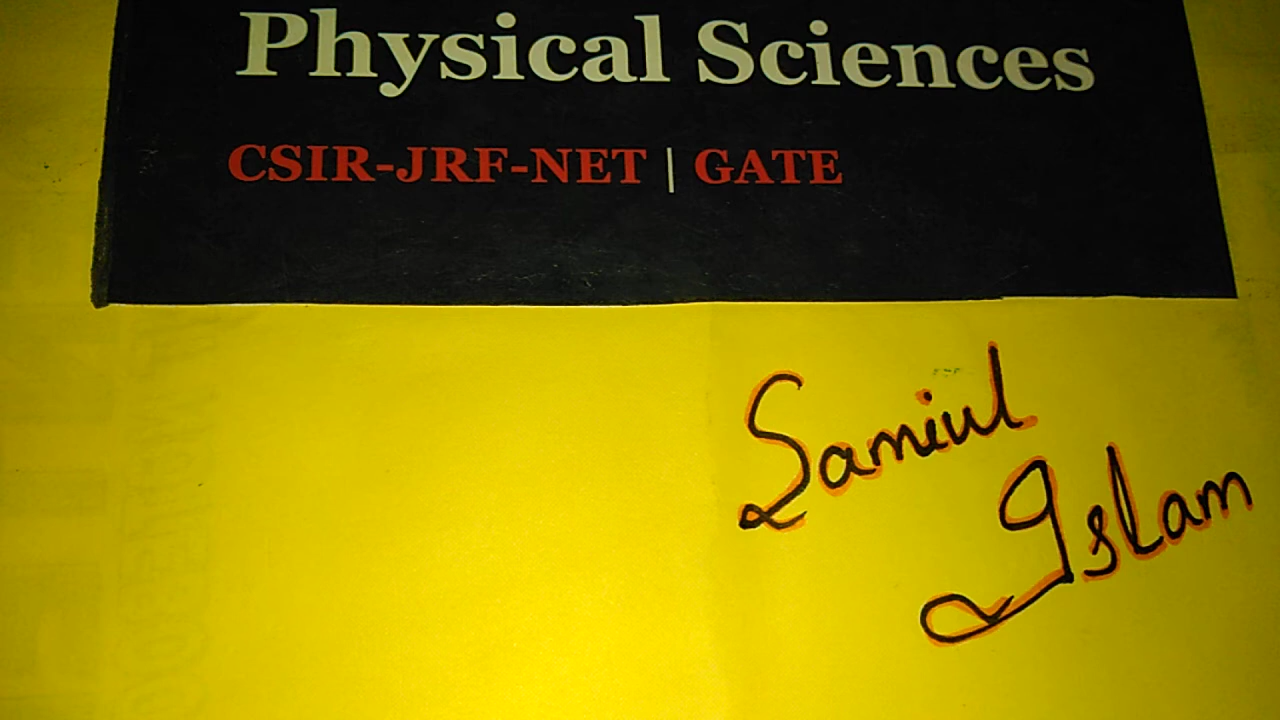 Physical Sciences
CSIR-JRF-NET | GATE
Samiul
Islam